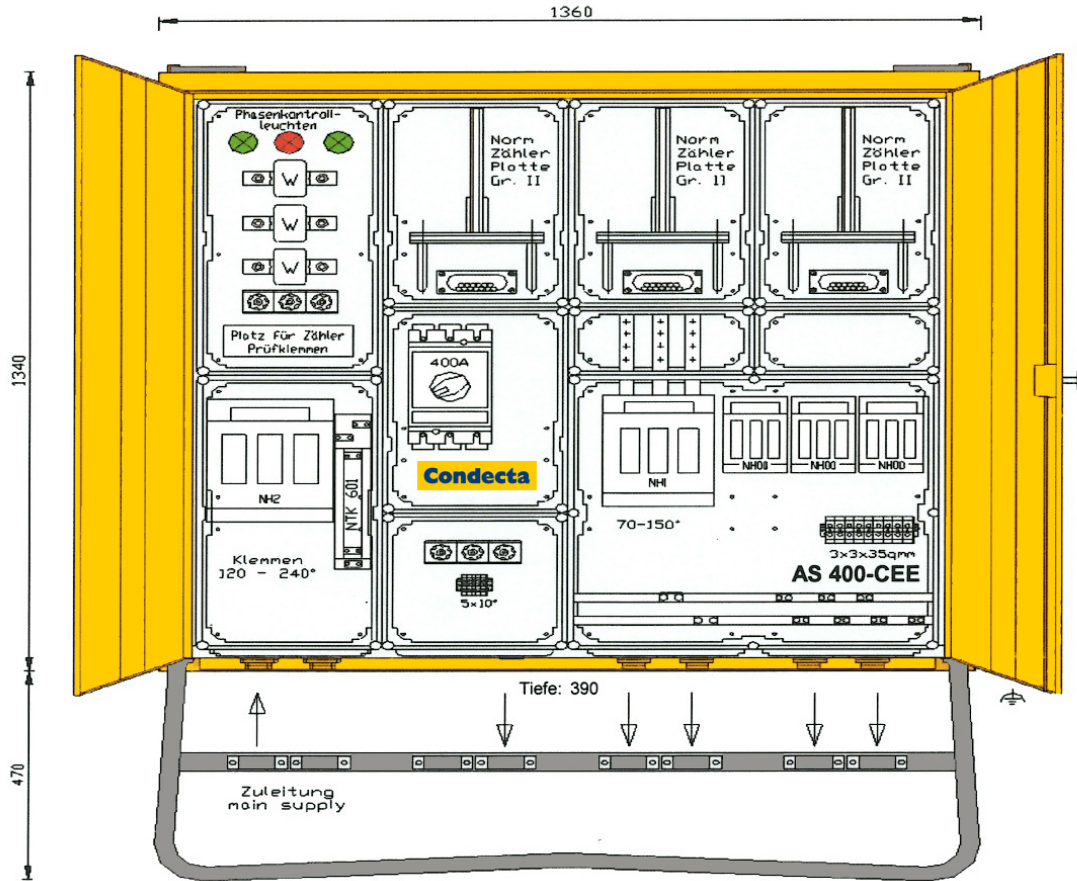 1360
Phasenkontroll-
leuchten
W
W
W
Platz für Zähler
Prüfklemmen
Norm
Zähler
Platte
Gr. II
Norm
Zähler
Platte
Gr. II
Norm
Zähler
Platte
Gr. II
400A
Condecta
NH2
NTK 601
Klemmen
120 - 240°
5x10°
NH1
70-150°
NH00
NH00
NH00
3x3x35qmm
AS 400-CEE
1340
Tiefe: 390
470
Zuleitung
main supply